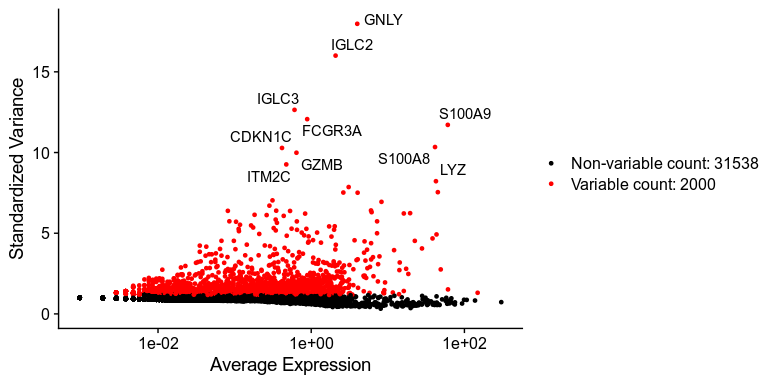 GNLY
IGLC2
IGLC3
S100A9
FCGR3A
CDKN1C
S100A8
GZMB
LYZ
ITM2C
Standardized Variance
15
10
5
0
1e-02
1e+00
1e+02
Average Expression
Non-variable count: 31538
Variable count: 2000